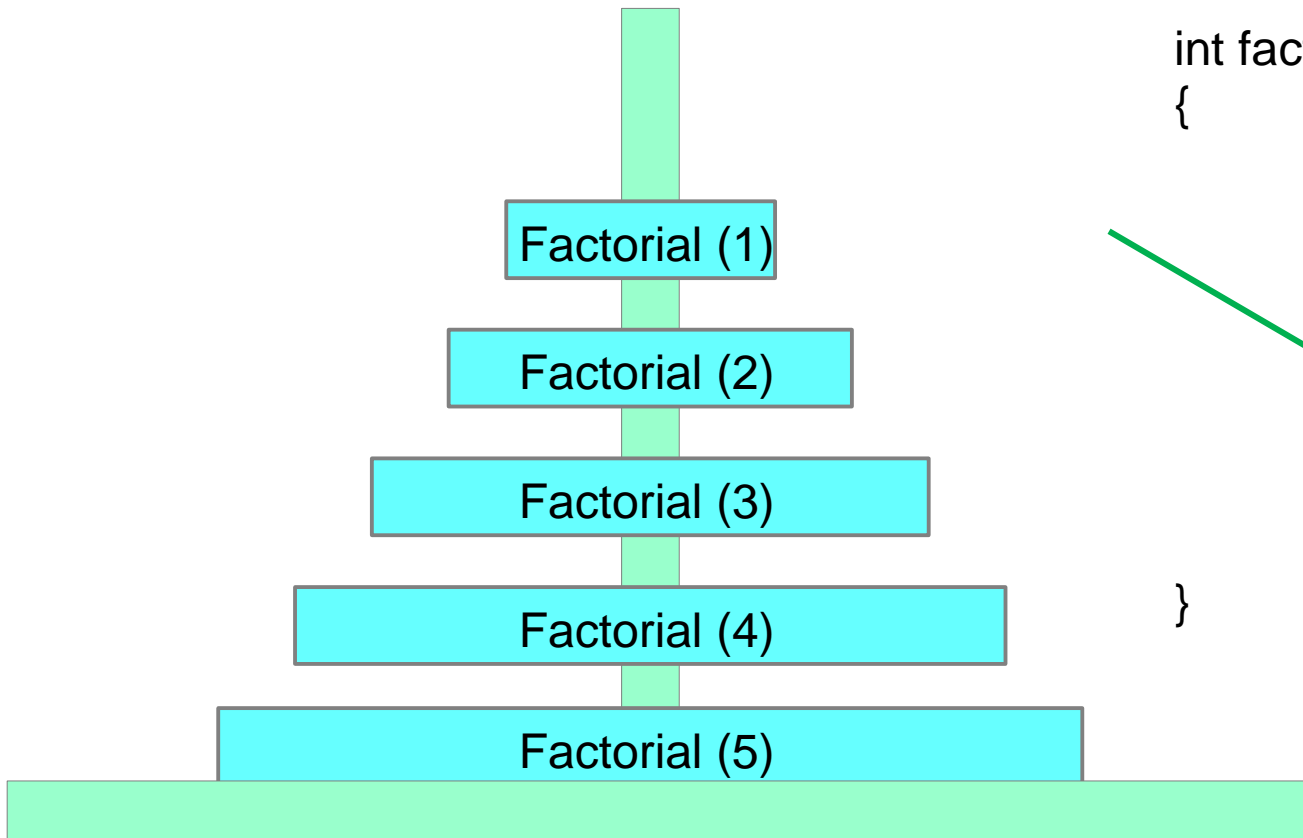 int fac
{
Factorial (1)
Factorial (2)
Factorial (3)
Factorial (4)
}
Factorial (5)